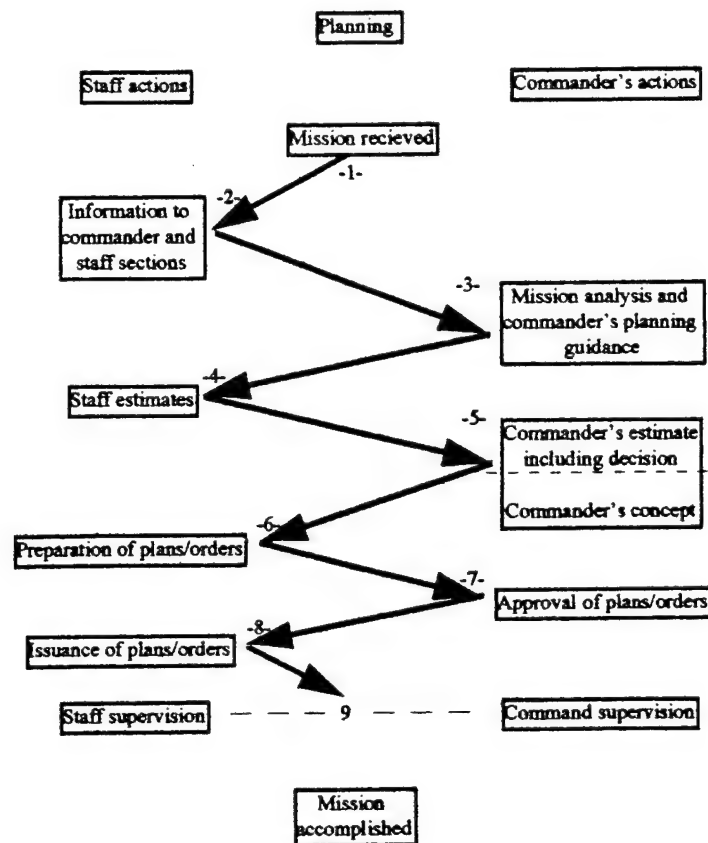 Planning
Staff actions
Commander's actions
Mission recieved
-1-
-2-
Information to
commander and
staff sections
-3-
Mission analysis and
commander's planning
guidance
-4-
Staff estimates
-5-
Commander's estimate
including decision
Commander's concept
-6-
Preparation of plans/orders
-7-
Approval of plans/orders
-8-
Issuance of plans/orders
Staff supervision
9
Command supervision
Mission
accomplished